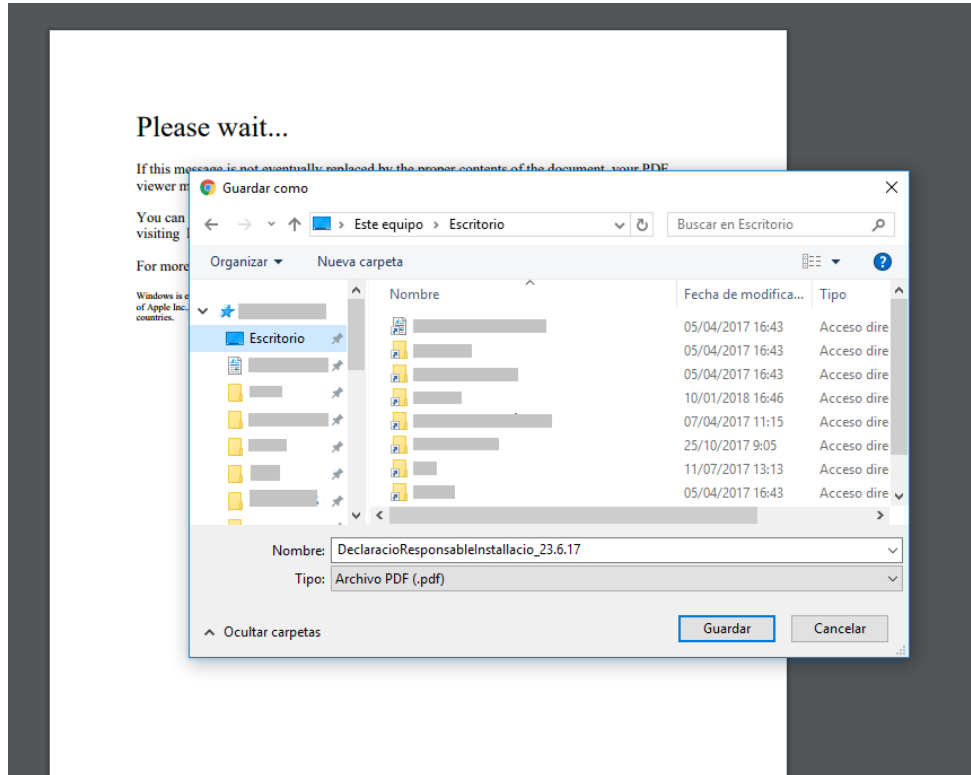 Please wait...
If this message is not eventually replaced by the proper contents of the document, your PDF
viewer m
You can
visiting
For more
Windows is
of Apple Inc.
countries.
Guardar como
Este equipo > Escritorio
Buscar en Escritorio
Organizar
Nueva carpeta
?
Nombre
Fecha de modifica...
Tipo
Escritorio
05/04/2017 16:43 Acceso dire
05/04/2017 16:43 Acceso dire
05/04/2017 16:43 Acceso dire
10/01/2018 16:46 Acceso dire
07/04/2017 11:15 Acceso dire
25/10/2017 9:05 Acceso dire
11/07/2017 13:13 Acceso dire
05/04/2017 16:43 Acceso dire
Nombre: DeclaracioResponsableInstallacio_23.6.17
Tipo: Archivo PDF (.pdf)
Ocultar carpetas
Guardar
Cancelar